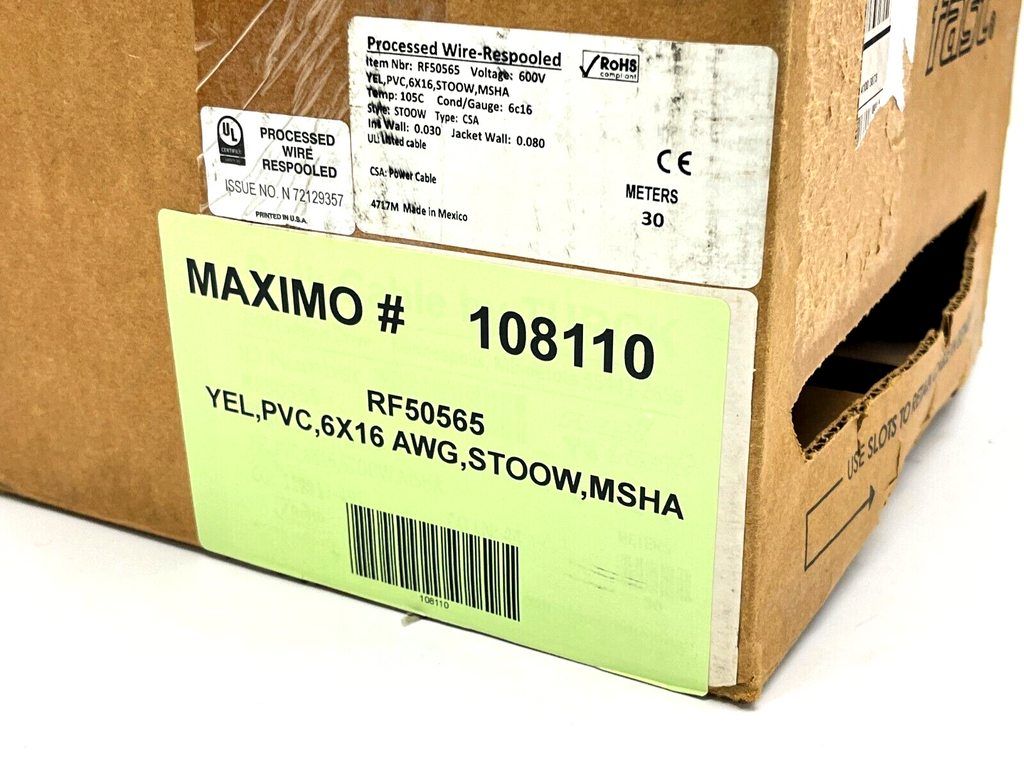 Processed Wire-Respooled
Item Nbr: RF50565 Voltage: 600V
YEL,PVC,6X16,STOOW,MSHA
Temp: 105C Cond/Gauge: 6c16
Style: STOOW Type: CSA
Ins Wall: 0.030 Jacket Wall: 0.080
UL: Listed cable
CSA: Power Cable
4717M Made in Mexico
RoHS
compliant
CE
METERS
30
UL
CERTIFIED
PROCESSED
WIRE
RESPOOLED
ISSUE NO. N 72129357
PRINTED IN U.S.A.
MAXIMO # 108110
RF50565
YEL,PVC,6X16 AWG,STOOW,MSHA
108110
fast.
USE SLOTS TO